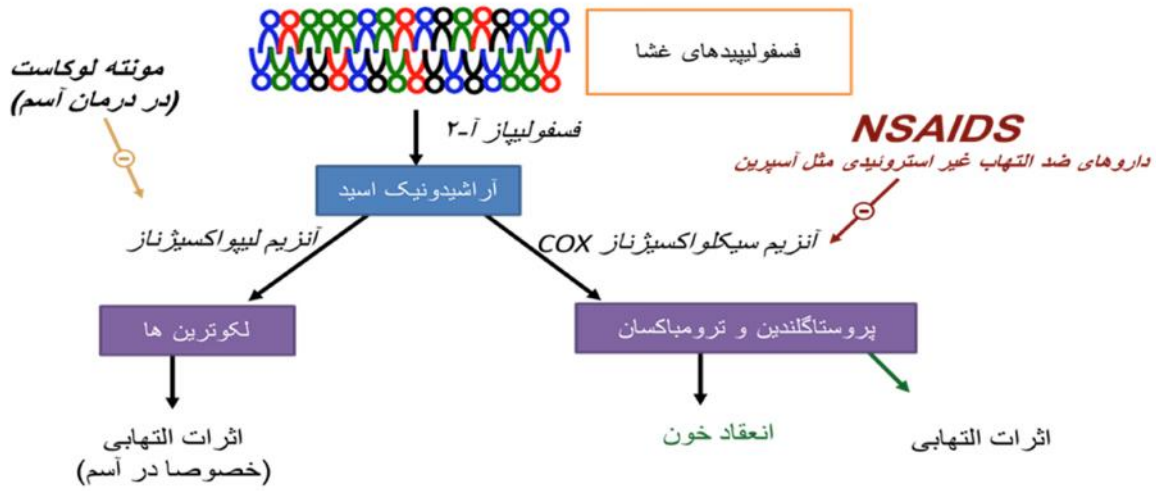 فسفولیپیدهای غشا
مونته لوکاست
(در درمان آسم)
فسفولیپاز آ-۲
NSAIDS
داروهای ضد التهاب غیر استروئیدی مثل آسپرین
آراشیدونیک اسید
آنزیم لیپواکسیژناز
آنزیم سیکلواکسیژناز COX
لکوترین ها
پروستاگلندین و ترومباکسان
اثرات التهابی
(خصوصا در آسم)
انعقاد خون
اثرات التهابی